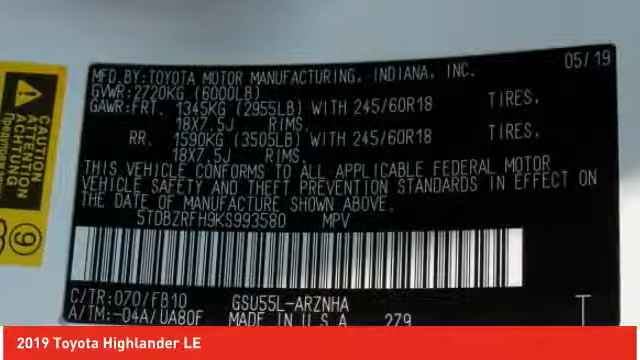 05/19
MFD.BY:TOYOTA MOTOR MANUFACTURING, INDIANA, INC.
GVWR:2720KG (6000LB)
GAWR:FRT. 1345KG (2955LB) WITH 245/60R18 TIRES,
18X7.5J RIMS.
RR. 1590KG (3505LB) WITH 245/60R18 TIRES,
18X7.5J RIMS.
THIS VEHICLE CONFORMS TO ALL APPLICABLE FEDERAL MOTOR
VEHICLE SAFETY AND THEFT PREVENTION STANDARDS IN EFFECT ON
THE DATE OF MANUFACTURE SHOWN ABOVE.
5TDBZRFH9KS993580 MPV
C/TR:070/FB10 GSU55L-ARZNHA
A/TM:-04A/UA80F MADE IN U.S.A. 279
CAUTION
ATTENTION
ACHTUNG
9
2019 Toyota Highlander LE